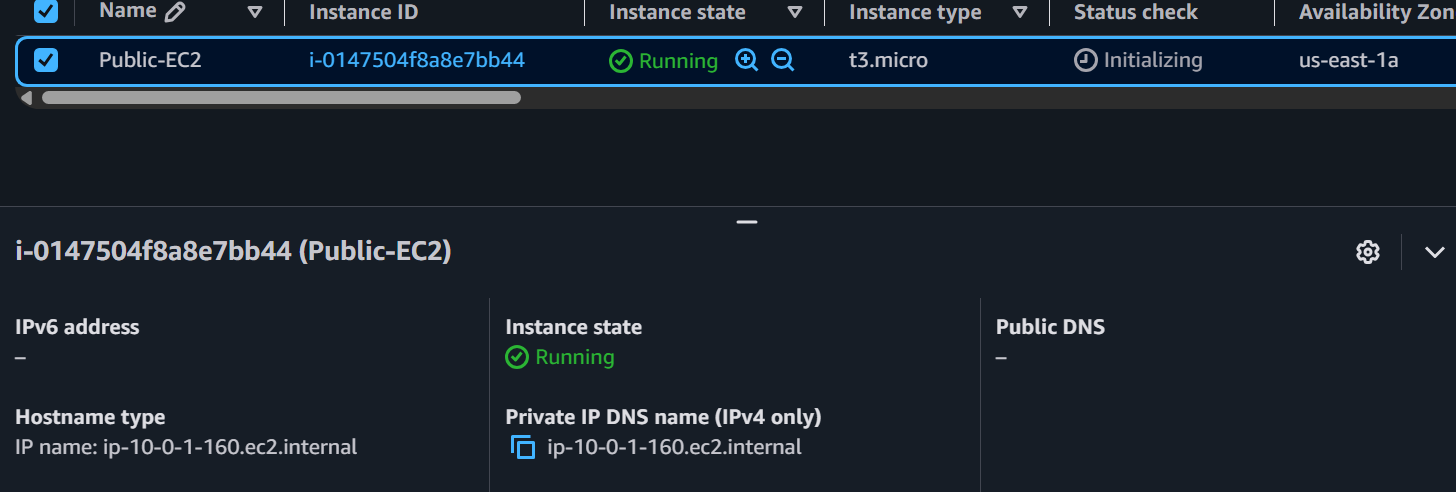 Name Instance ID Instance state Instance type Status check Availability Zon
Public-EC2 i-0147504f8a8e7bb44 Running t3.micro Initializing us-east-1a
i-0147504f8a8e7bb44 (Public-EC2)
IPv6 address Instance state Public DNS
– Running –
Hostname type Private IP DNS name (IPv4 only)
IP name: ip-10-0-1-160.ec2.internal ip-10-0-1-160.ec2.internal